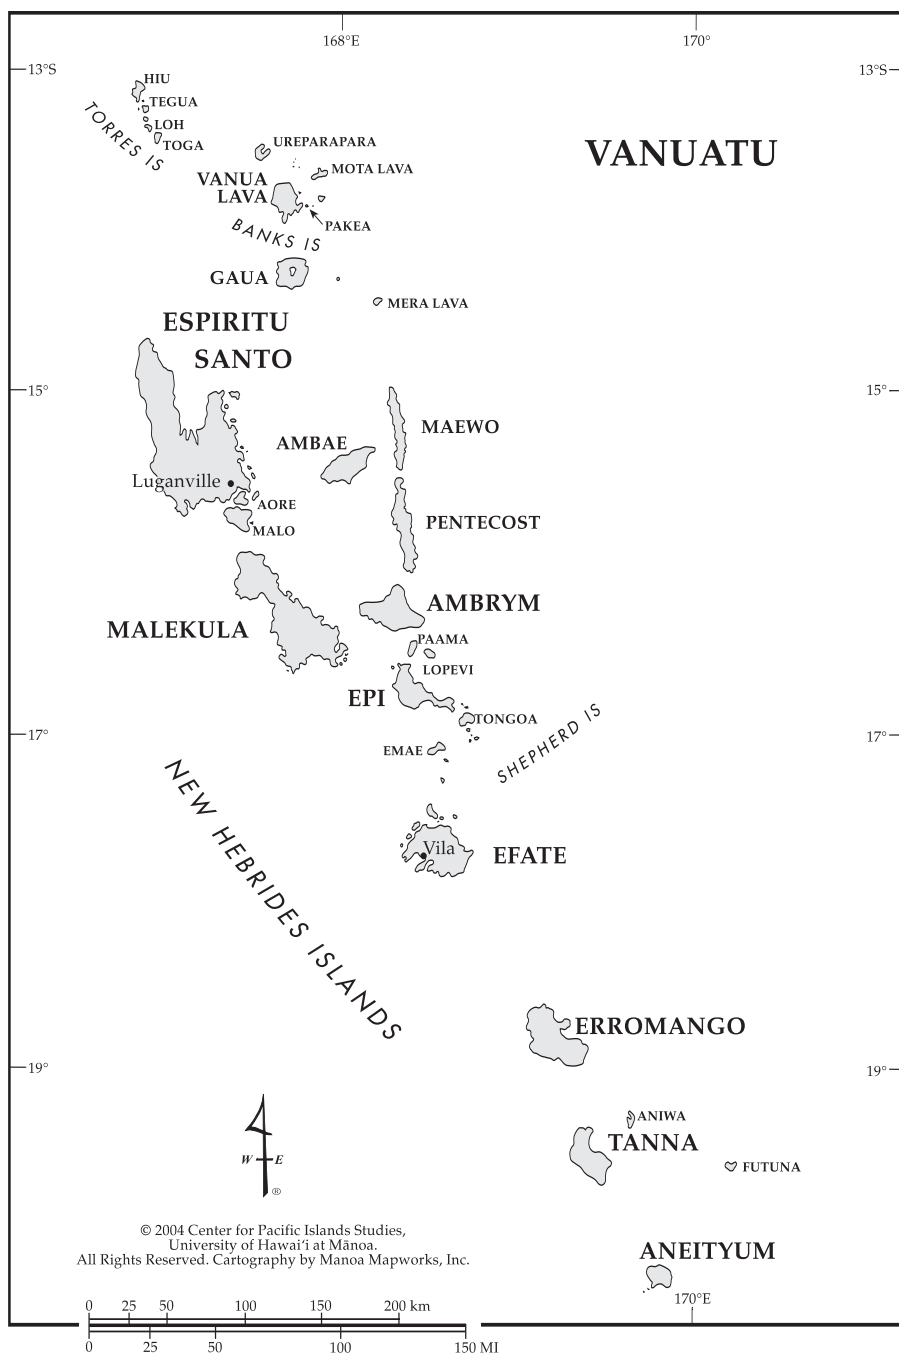 168°E
170°
13°S
13°S
HIU
TEGUA
LOH
TOGA
TORRES IS
UREPARAPARA
VANUATU
MOTA LAVA
VANUA
LAVA
PAKEA
BANKS IS
GAUA
MERA LAVA
ESPIRITU
SANTO
15°
15°
MAEWO
AMBAE
Luganville
AORE
MALO
PENTECOST
AMBRYM
MALEKULA
PAAMA
LOPEVI
EPI
TONGOA
SHEPHERD IS
17°
17°
EMAE
NEW HEBRIDES ISLANDS
Vila
EFATE
ERROMANGO
19°
19°
ANIWA
TANNA
W E
FUTUNA
®
© 2004 Center for Pacific Islands Studies,
University of Hawai‘i at Mānoa.
All Rights Reserved. Cartography by Manoa Mapworks, Inc.
ANEITYUM
170°E
0 25 50 100 150 200 km
0 25 50 100 150 MI